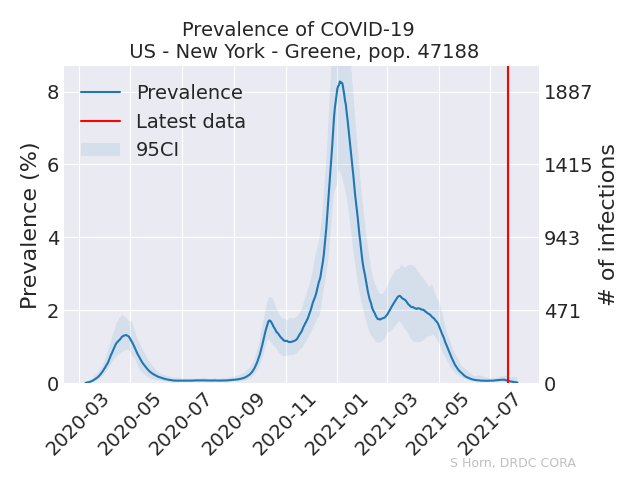 Prevalence of COVID-19
US - New York - Greene, pop. 47188
Prevalence
Latest data
95CI
Prevalence (%)
8
6
4
2
0
# of infections
1887
1415
943
471
0
2020-03
2020-05
2020-07
2020-09
2020-11
2021-01
2021-03
2021-05
2021-07
S Horn, DRDC CORA